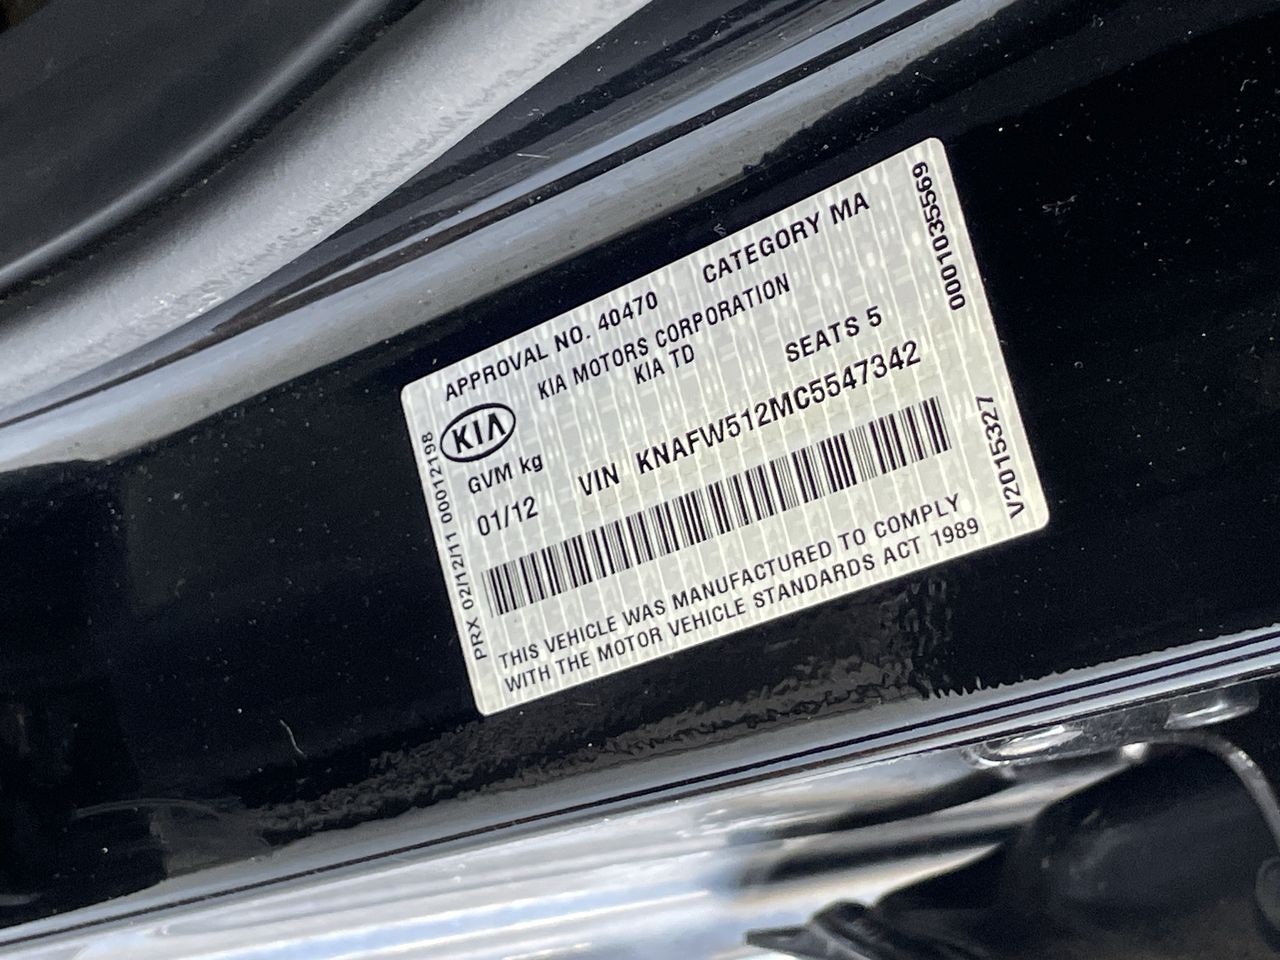 APPROVAL NO. 40470 CATEGORY MA
KIA MOTORS CORPORATION
KIA TD
SEATS 5
KIA
GVM kg
01/12
VIN KNAFW512MC5547342
THIS VEHICLE WAS MANUFACTURED TO COMPLY
WITH THE MOTOR VEHICLE STANDARDS ACT 1989
PRX 02/12/11 00012198
0001035569
V2015327